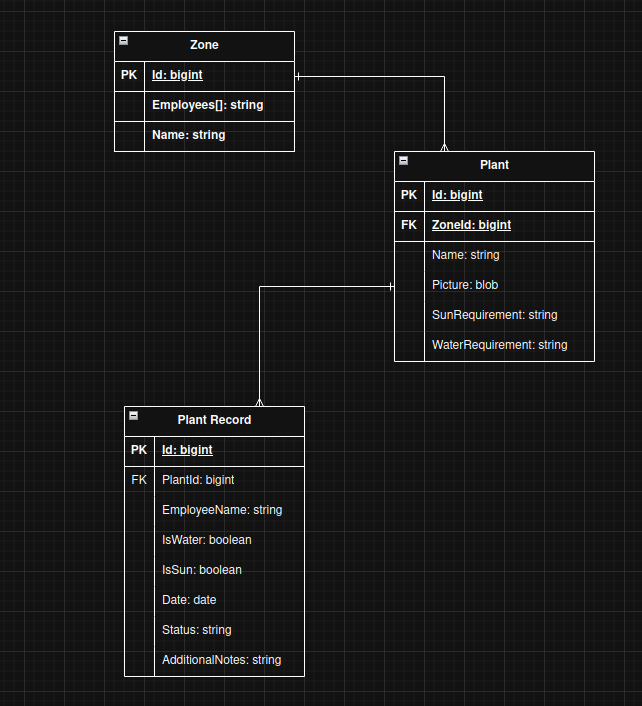 Zone
PK Id: bigint
Employees[]: string
Name: string
Plant
PK Id: bigint
FK ZoneId: bigint
Name: string
Picture: blob
SunRequirement: string
WaterRequirement: string
Plant Record
PK Id: bigint
FK PlantId: bigint
EmployeeName: string
IsWater: boolean
IsSun: boolean
Date: date
Status: string
AdditionalNotes: string